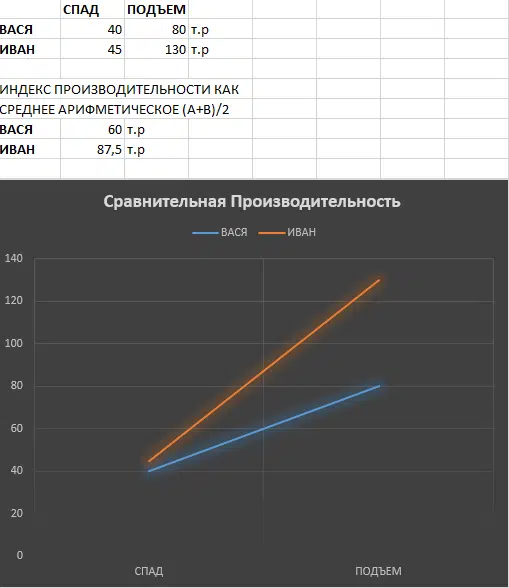 СПАД ПОДЪЕМ
ВАСЯ 40 80 т.р
ИВАН 45 130 т.р
ИНДЕКС ПРОИЗВОДИТЕЛЬНОСТИ КАК
СРЕДНЕЕ АРИФМЕТИЧЕСКОЕ (А+В)/2
ВАСЯ 60 т.р
ИВАН 87,5 т.р
Сравнительная Производительность
ВАСЯ ИВАН
140
120
100
80
60
40
20
0
СПАД ПОДЪЕМ